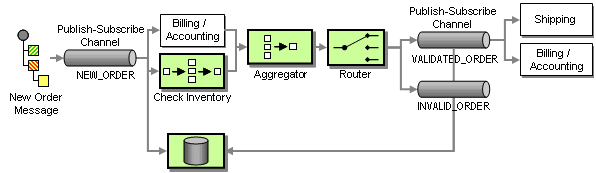 Publish-Subscribe
Channel
NEW_ORDER
New Order
Message
Billing /
Accounting
Check Inventory
Aggregator
Router
Publish-Subscribe
Channel
VALIDATED_ORDER
INVALID_ORDER
Shipping
Billing /
Accounting